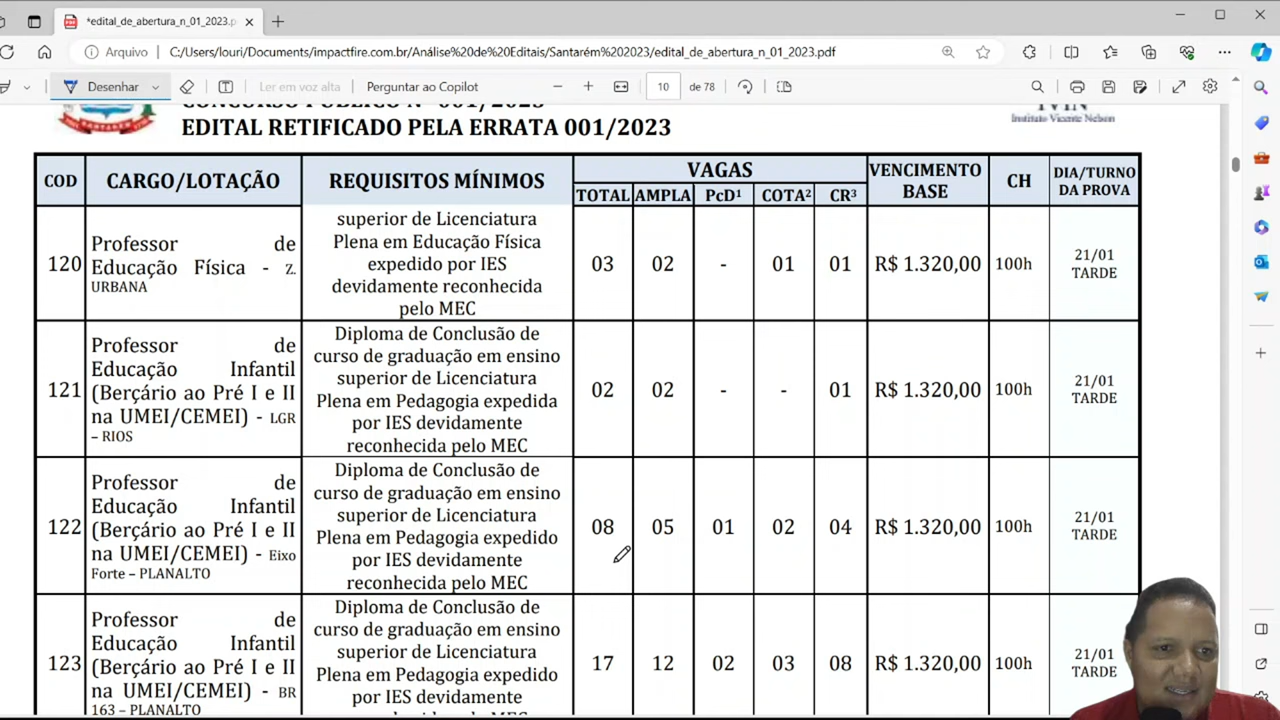 *edital_de_abertura_n_01_2023.p
Arquivo C:/Users/louri/Documents/impactfire.com.br/Análise%20de%20Editais/Santarém%202023/edital_de_abertura_n_01_2023.pdf
Desenhar
Ler em voz alta
Perguntar ao Copilot
10 de 78
CONCURSO PÚBLICO Nº 001/2023
EDITAL RETIFICADO PELA ERRATA 001/2023
IVIN
Instituto Vicente Nelson
COD CARGO/LOTAÇÃO REQUISITOS MÍNIMOS VAGAS VENCIMENTO BASE CH DIA/TURNO DA PROVA
TOTAL AMPLA PcD¹ COTA² CR³
120
Professor de
Educação Física - Z.
URBANA
superior de Licenciatura
Plena em Educação Física
expedido por IES
devidamente reconhecida
pelo MEC
03 02 - 01 01 R$ 1.320,00 100h
21/01
TARDE
121
Professor de
Educação Infantil
(Berçário ao Pré I e II
na UMEI/CEMEI) - LGR
– RIOS
Diploma de Conclusão de
curso de graduação em ensino
superior de Licenciatura
Plena em Pedagogia expedida
por IES devidamente
reconhecida pelo MEC
02 02 - - 01 R$ 1.320,00 100h
21/01
TARDE
122
Professor de
Educação Infantil
(Berçário ao Pré I e II
na UMEI/CEMEI) - Eixo
Forte – PLANALTO
Diploma de Conclusão de
curso de graduação em ensino
superior de Licenciatura
Plena em Pedagogia expedido
por IES devidamente
reconhecida pelo MEC
08 05 01 02 04 R$ 1.320,00 100h
21/01
TARDE
123
Professor de
Educação Infantil
(Berçário ao Pré I e II
na UMEI/CEMEI) - BR
163 – PLANALTO
Diploma de Conclusão de
curso de graduação em ensino
superior de Licenciatura
Plena em Pedagogia expedido
por IES devidamente
17 12 02 03 08 R$ 1.320,00 100h
21/01
TARDE